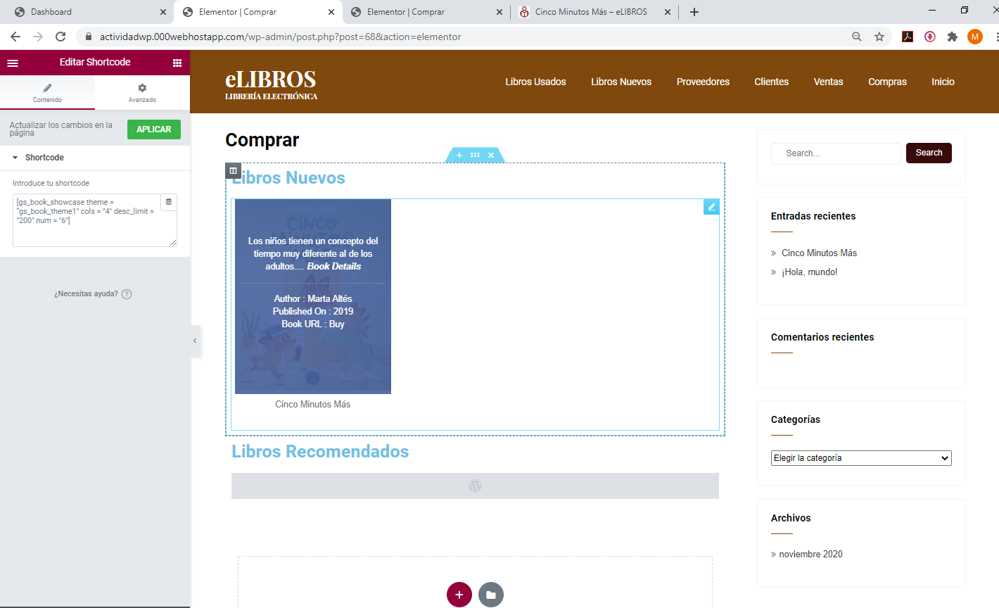 Dashboard
Elementor | Comprar
Elementor | Comprar
Cinco Minutos Más – eLIBROS
actividadwp.000webhostapp.com/wp-admin/post.php?post=68&action=elementor
M
Editar Shortcode
Contenido
Avanzado
Actualizar los cambios en la
página
APLICAR
Shortcode
Introduce tu shortcode
[gs_book_showcase theme =
"gs_book_theme1" cols = "4" desc_limit =
"200" num = "6"]
¿Necesitas ayuda? ?
eLIBROS
LIBRERÍA ELECTRÓNICA
Libros Usados
Libros Nuevos
Proveedores
Clientes
Ventas
Compras
Inicio
Comprar
Libros Nuevos
CINCO
MINUTOS
MÁS
Los niños tienen un concepto del
tiempo muy diferente al de los
adultos.... Book Details
Author : Marta Altés
Published On : 2019
Book URL : Buy
Cinco Minutos Más
Libros Recomendados
Search...
Search
Entradas recientes
» Cinco Minutos Más
» ¡Hola, mundo!
Comentarios recientes
Categorías
Elegir la categoría
Archivos
» noviembre 2020